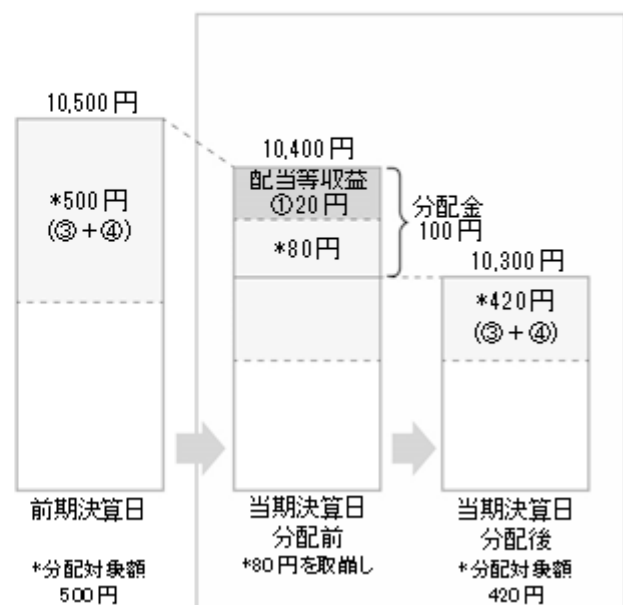 10,500円
*500円
(③+④)
前期決算日
*分配対象額
500円
10,400円
配当等収益
①20円
*80円
分配金
100円
当期決算日
分配前
*80円を取崩し
10,300円
*420円
(③+④)
当期決算日
分配後
*分配対象額
420円